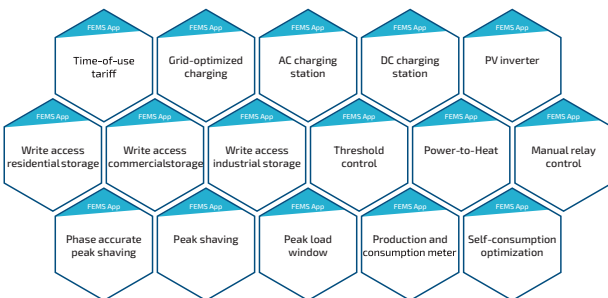 FEMS App
Time-of-use
tariff
FEMS App
Grid-optimized
charging
FEMS App
AC charging
station
FEMS App
DC charging
station
FEMS App
PV inverter
FEMS App
Write access
residential storage
FEMS App
Write access
commercialstorage
FEMS App
Write access
industrial storage
FEMS App
Threshold
control
FEMS App
Power-to-Heat
FEMS App
Manual relay
control
FEMS App
Phase accurate
peak shaving
FEMS App
Peak shaving
FEMS App
Peak load
window
FEMS App
Production and
consumption meter
FEMS App
Self-consumption
optimization